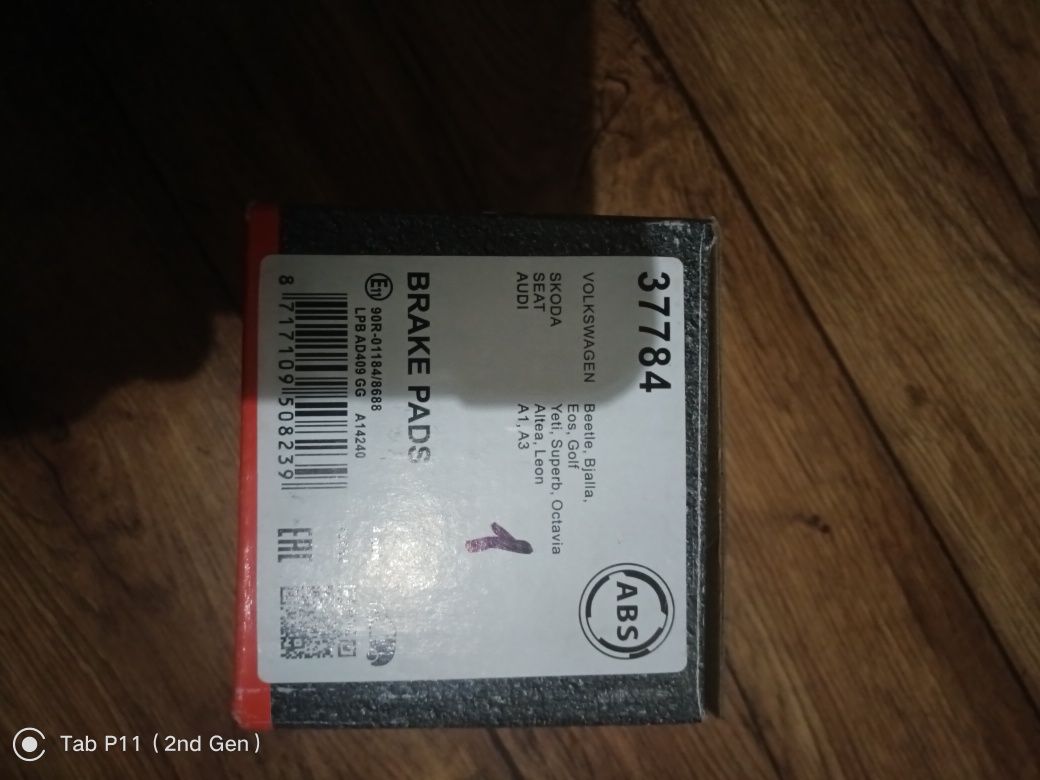 37784
ABS
VOLKSWAGEN Beetle, Bjalla,
Eos, Golf
SKODA Yeti, Superb, Octavia
SEAT Altea, Leon
AUDI A1, A3
BRAKE PADS
E11 90R-01184/8688
LPB AD409 GG A14240
8 717109 508239
EAC
Tab P11 (2nd Gen)